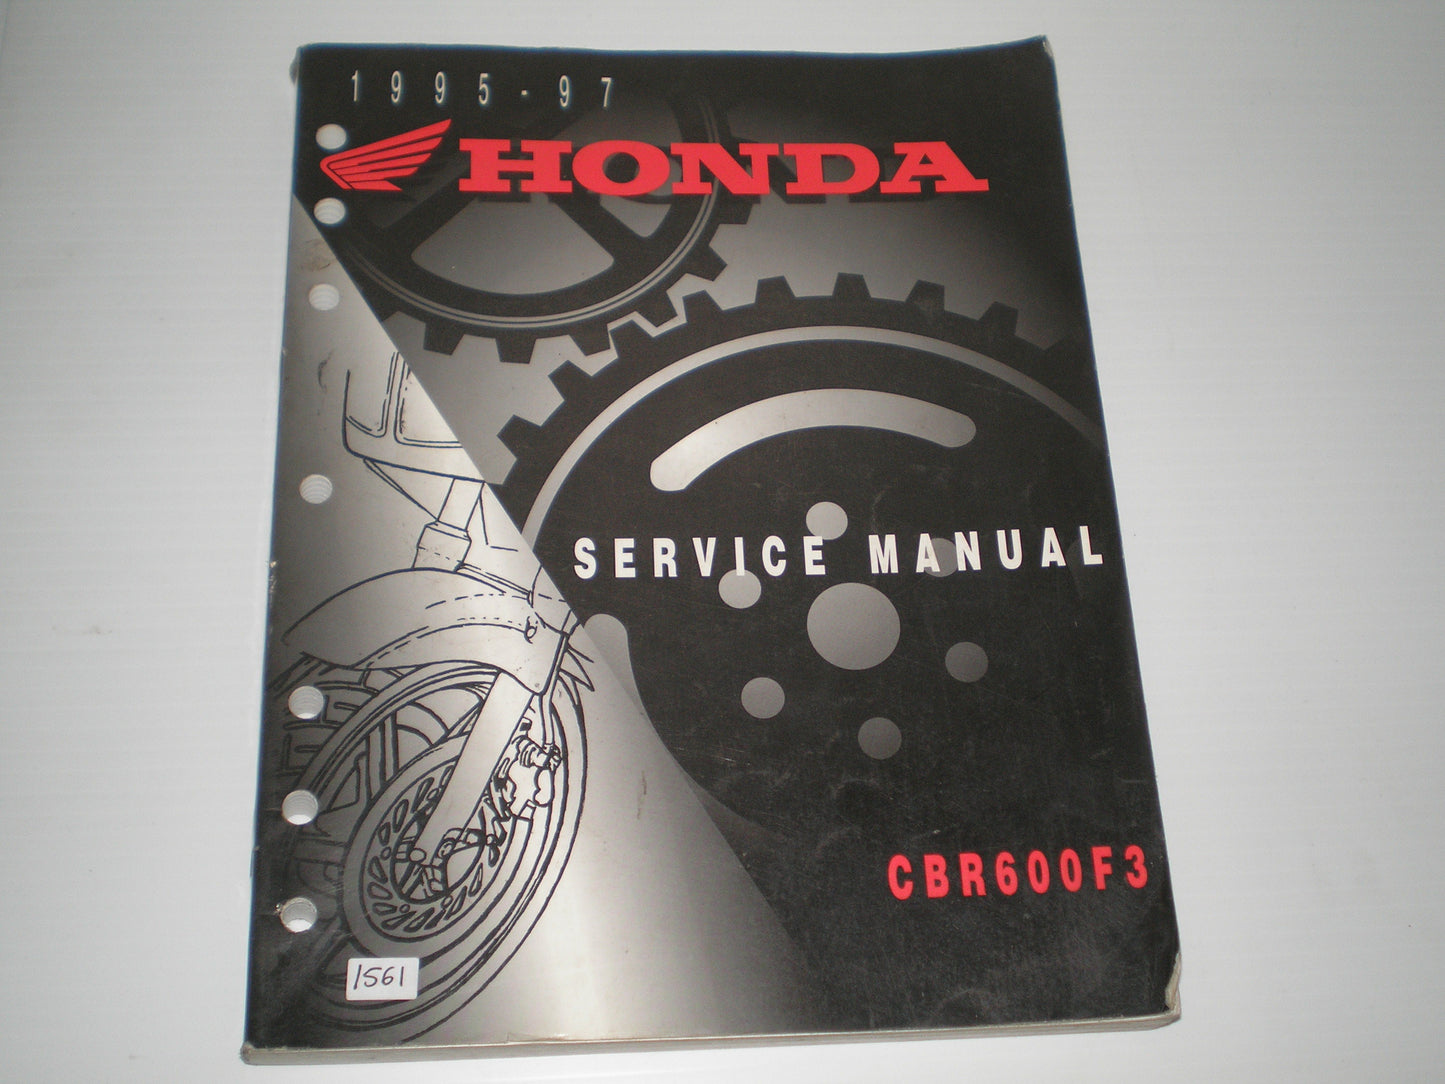 1995-97
HONDA
SERVICE MANUAL
CBR600F3
1561